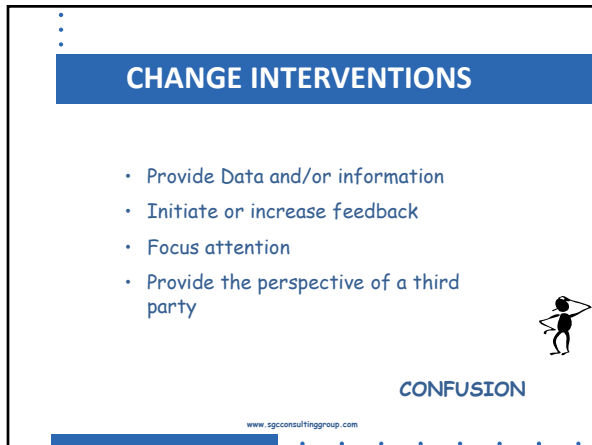 CHANGE INTERVENTIONS
• Provide Data and/or information
• Initiate or increase feedback
• Focus attention
• Provide the perspective of a third
party
CONFUSION
www.sgcconsultinggroup.com